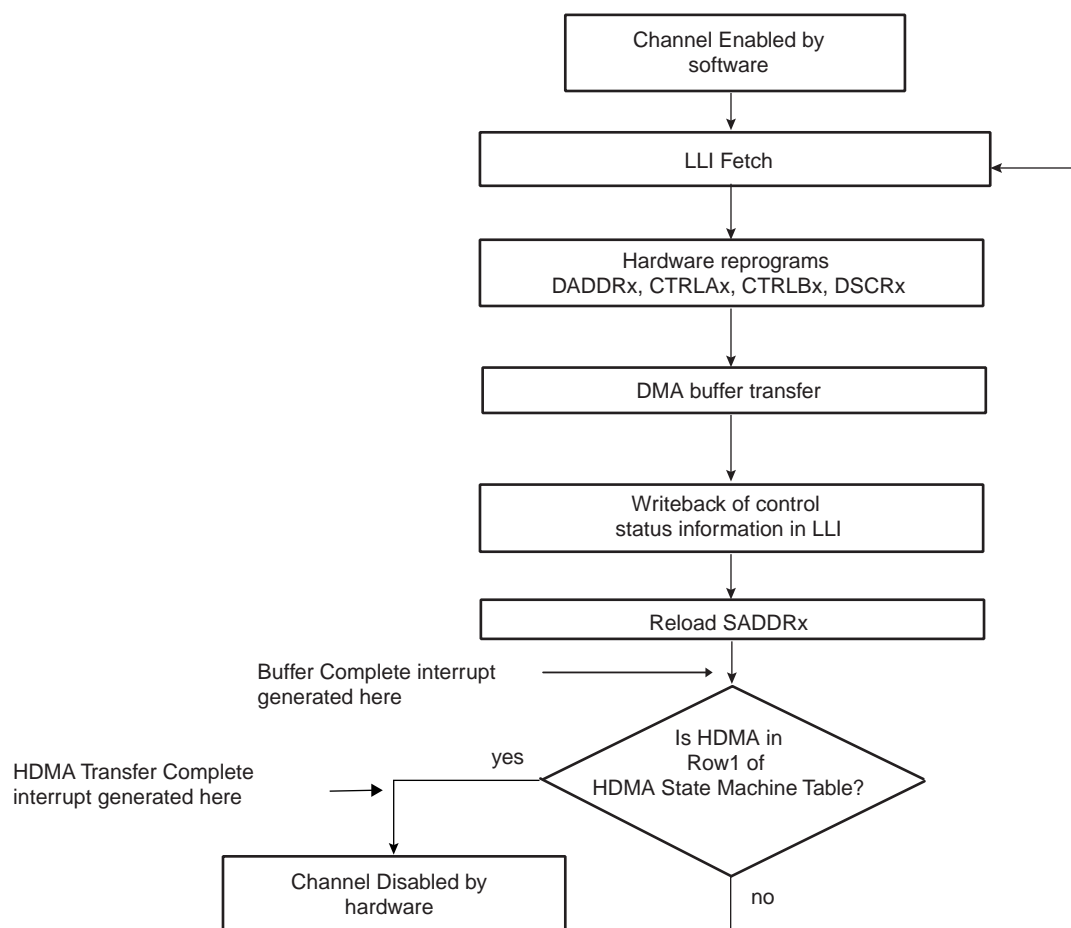 Channel Enabled by
software
LLI Fetch
Hardware reprograms
DADDRx, CTRLAx, CTRLBx, DSCRx
DMA buffer transfer
Writeback of control
status information in LLI
Reload SADDRx
Buffer Complete interrupt
generated here
Is HDMA in
Row1 of
HDMA State Machine Table?
yes
HDMA Transfer Complete
interrupt generated here
Channel Disabled by
hardware
no